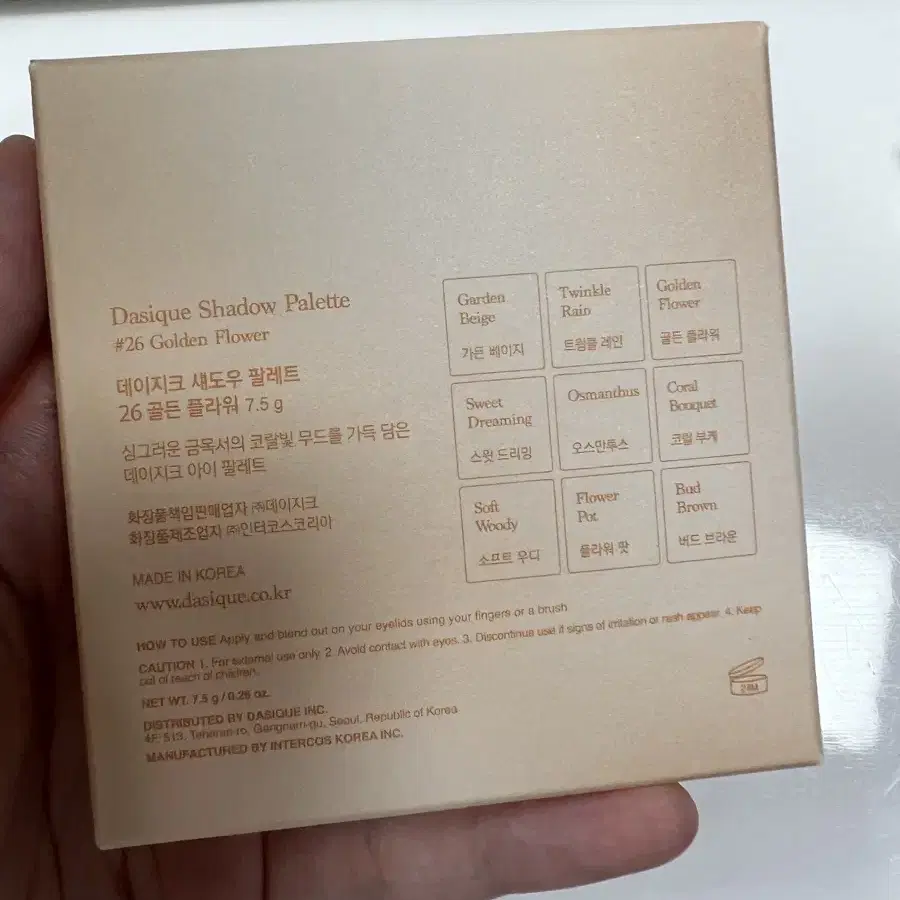 Dasique Shadow Palette
#26 Golden Flower
데이지크 섀도우 팔레트
26 골든 플라워 7.5 g
싱그러운 금목서의 코랄빛 무드를 가득 담은
데이지크 아이 팔레트
화장품책임판매업자 ㈜데이지크
화장품제조업자 ㈜인터코스코리아
MADE IN KOREA
www.dasique.co.kr
Garden
Beige
가든 베이지
Twinkle
Rain
트윙클 레인
Golden
Flower
골든 플라워
Sweet
Dreaming
스윗 드리밍
Osmanthus
오스만투스
Coral
Bouquet
코랄 부케
Soft
Woody
소프트 우디
Flower
Pot
플라워 팟
Bud
Brown
버드 브라운
HOW TO USE Apply and blend out on your eyelids using your fingers or a brush
CAUTION 1. For external use only. 2. Avoid contact with eyes. 3. Discontinue use if signs of irritation or rash appear. 4. Keep
out of reach of children.
NET WT. 7.5 g / 0.26 oz.
DISTRIBUTED BY DASIQUE INC.
4F, 513, Teheran-ro, Gangnam-gu, Seoul, Republic of Korea
MANUFACTURED BY INTERCOS KOREA INC.
24M